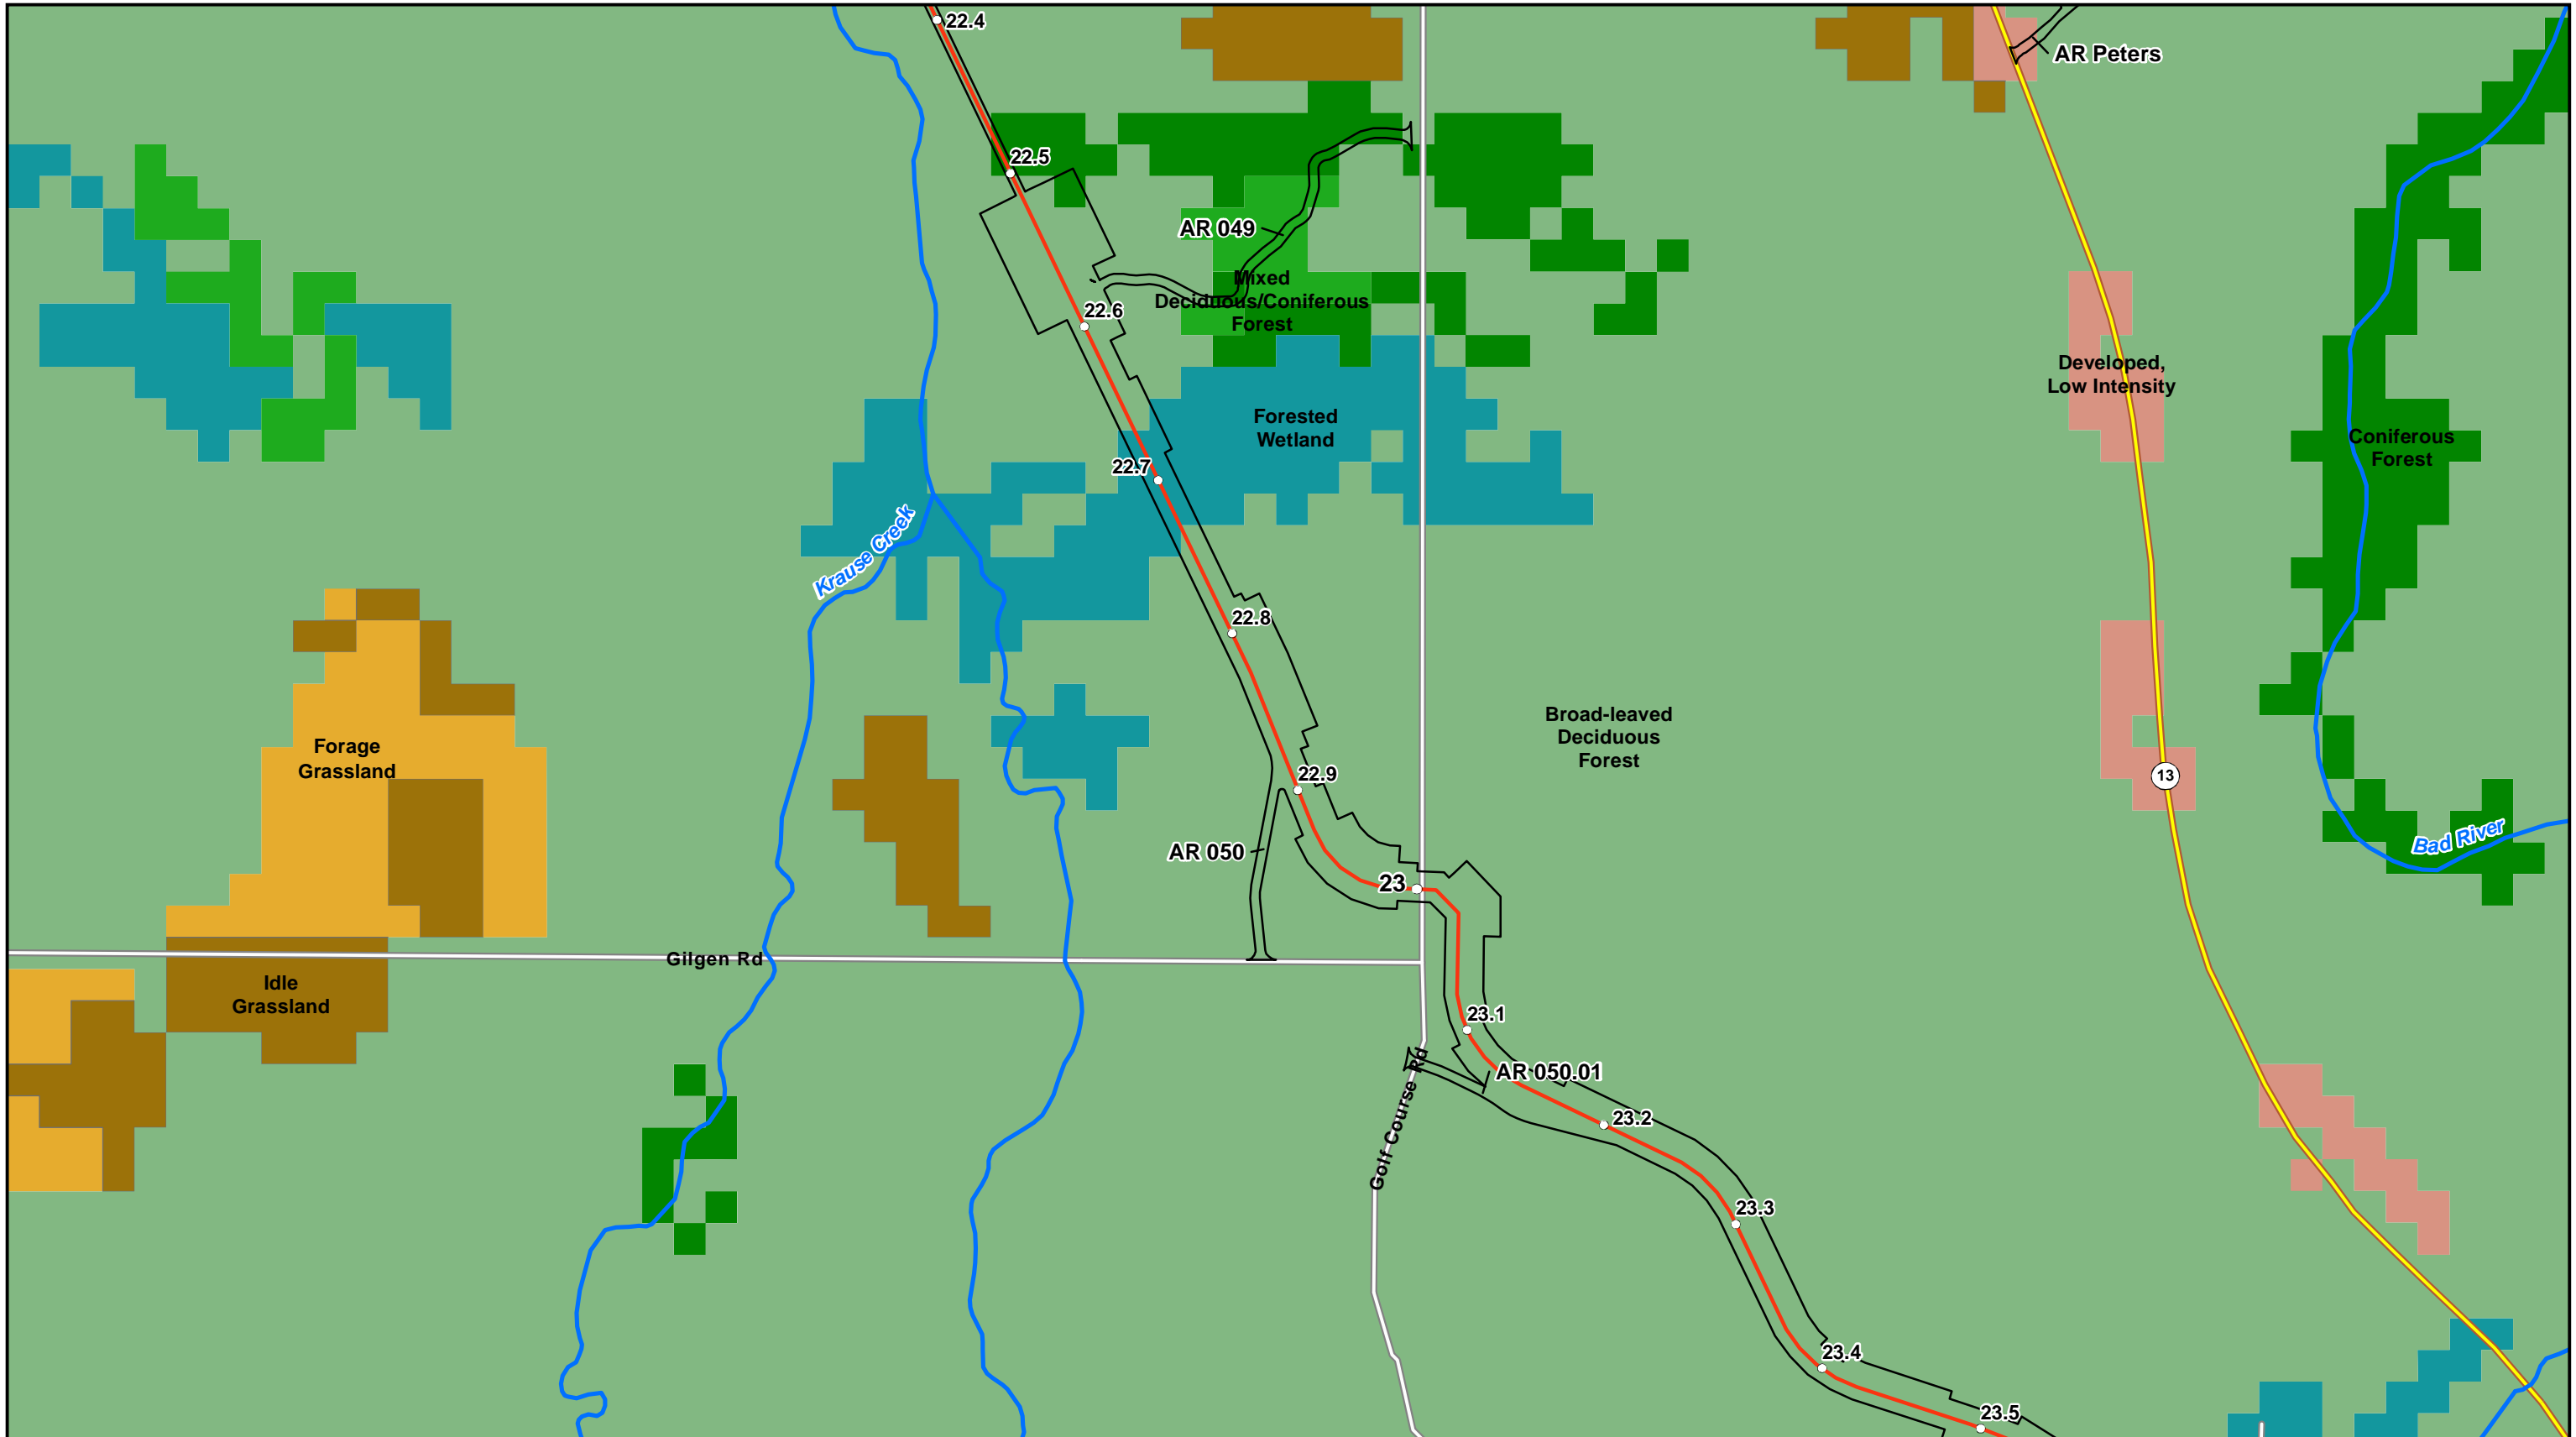 22.4
AR Peters
22.5
AR 049
Mixed
Deciduous/Coniferous
Forest
22.6
Developed,
Low Intensity
Forested
Wetland
Coniferous
Forest
22.7
Krause Creek
22.8
Broad-leaved
Deciduous
Forest
Forage
Grassland
22.9
13
Bad River
AR 050
23
Gilgen Rd
Idle
Grassland
23.1
AR 050.01
Golf Course Rd
23.2
23.3
23.4
23.5